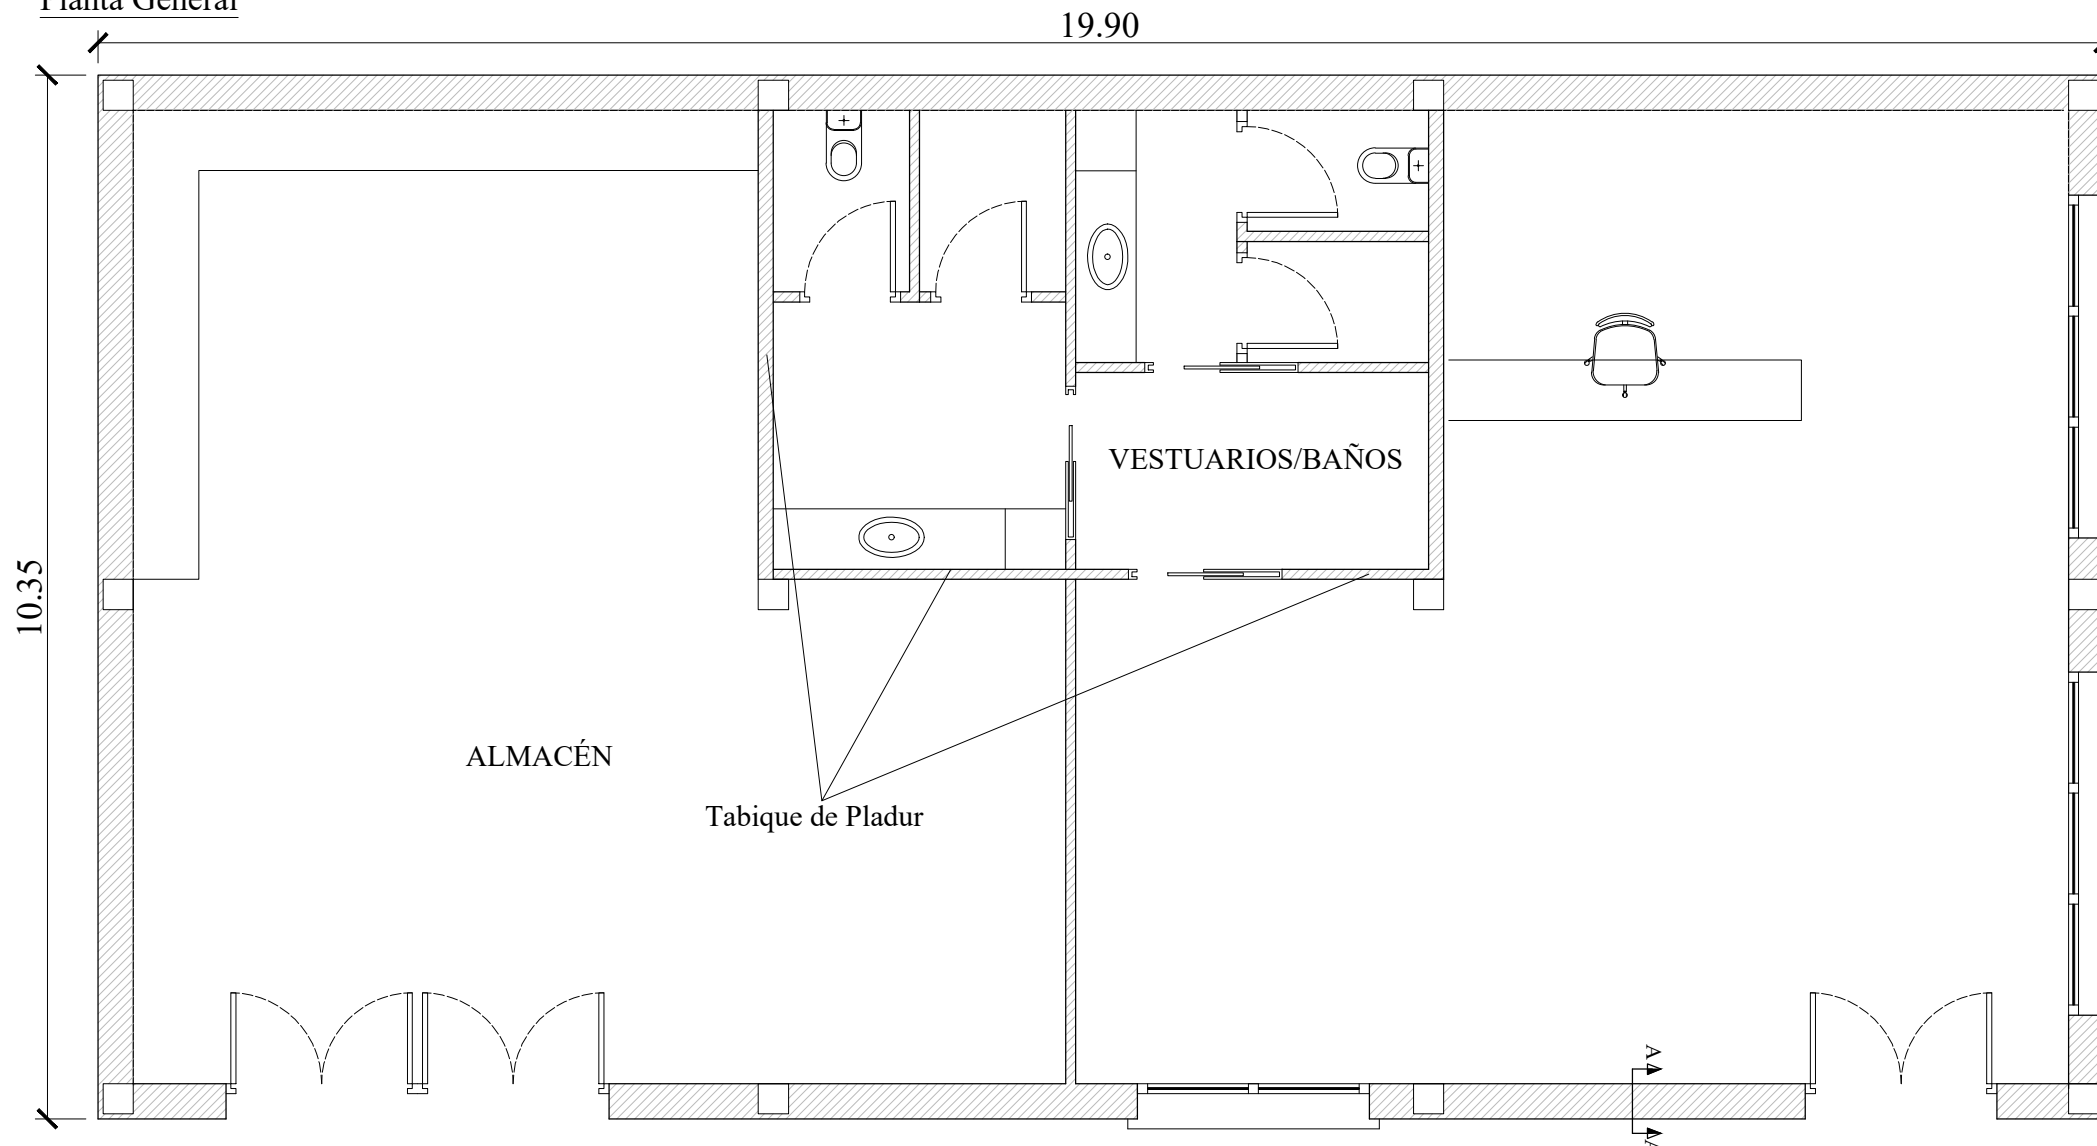 Planta General
19.90
10.35
VESTUARIOS/BAÑOS
ALMACÉN
Tabique de Pladur
A
A